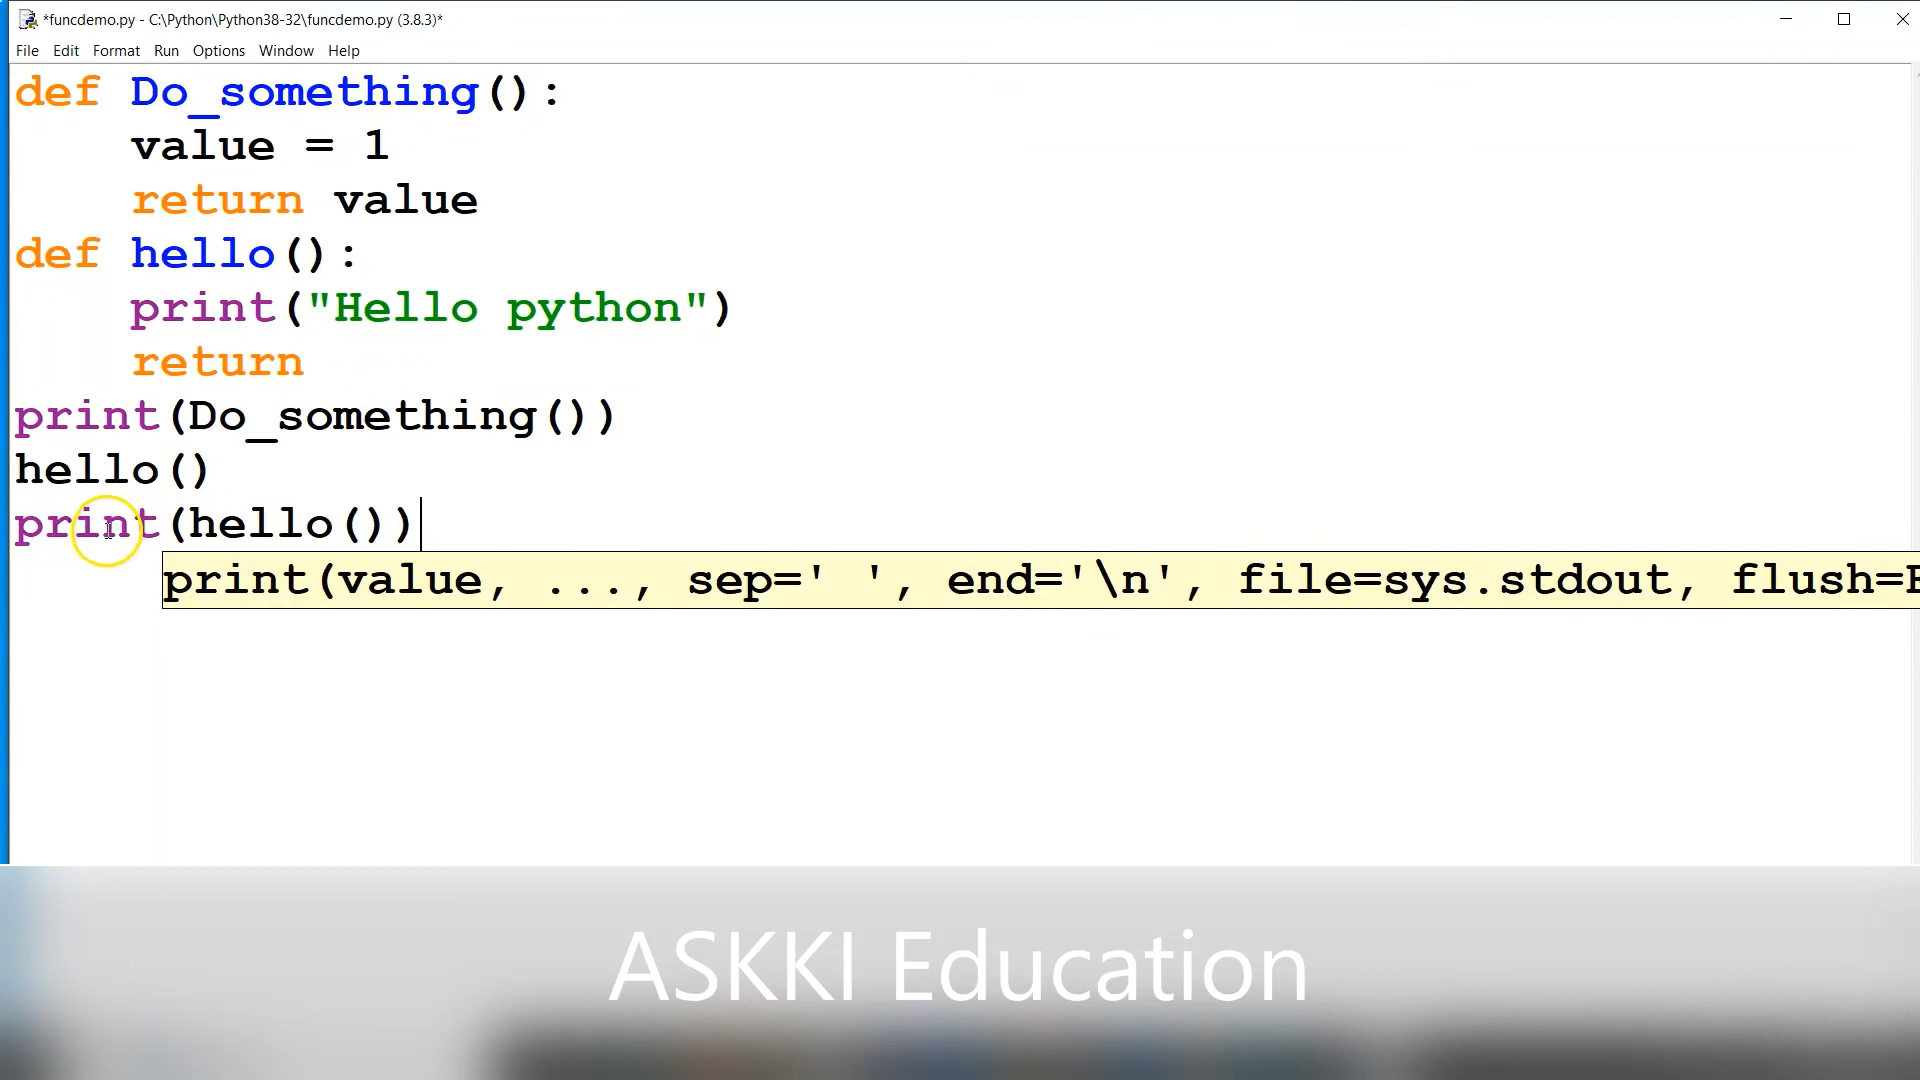 *funcdemo.py - C:\Python\Python38-32\funcdemo.py (3.8.3)*
File Edit Format Run Options Window Help
def Do_something():
    value = 1
    return value
def hello():
    print("Hello python")
    return
print(Do_something())
hello()
print(hello())
print(value, ..., sep=' ', end='\n', file=sys.stdout, flush=
ASKKI Education